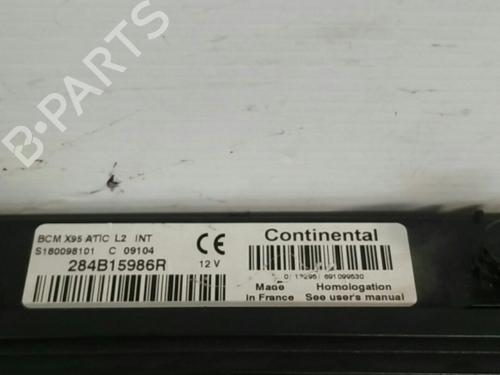 B-PARTS
BCM X95 ATIC L2 INT
S180098101 C 09104
284B15986R
12 V
CE
Continental
691099530
Made in France
Homologation See user's manual